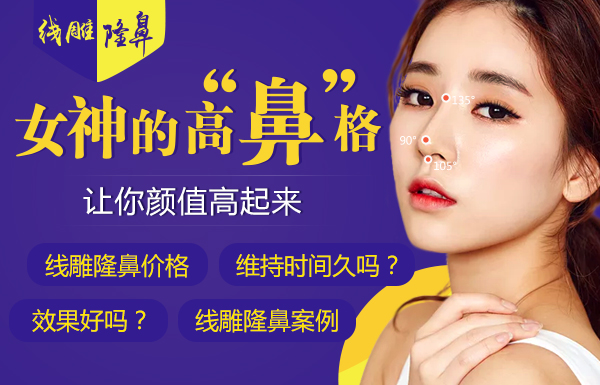 线雕隆鼻
女神的高“鼻”格
135°
90°
105°
让你颜值高起来
线雕隆鼻价格
维持时间久吗？
效果好吗？
线雕隆鼻案例